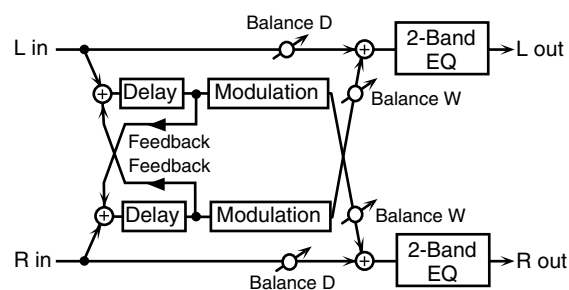 Balance D
L in
2-Band
EQ
L out
Delay
Modulation
Balance W
Feedback
Feedback
Delay
Modulation
Balance W
R in
Balance D
2-Band
EQ
R out